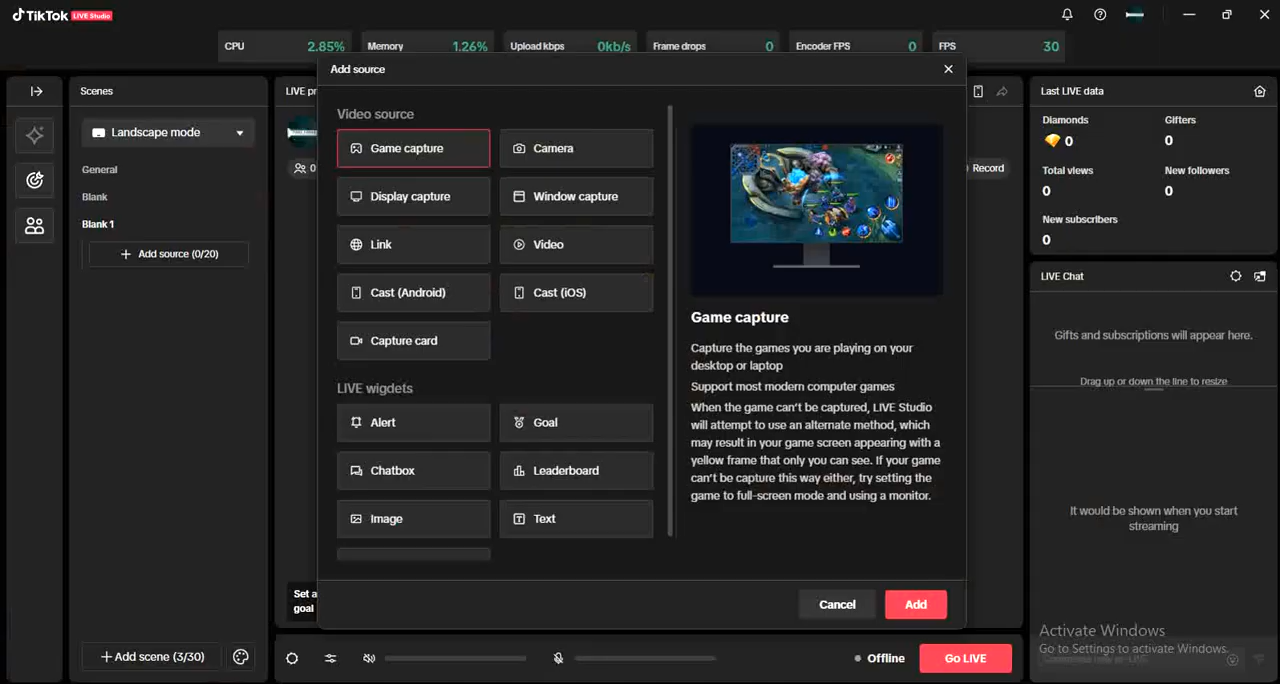 TikTok LIVE Studio
CPU 2.85%
Memory 1.26%
Upload kbps 0kb/s
Frame drops 0
Encoder FPS 0
FPS 30
Scenes
Landscape mode
General
Blank
Blank 1
+ Add source (0/20)
+ Add scene (3/30)
LIVE pr
0
Record
Set a
goal
Add source
Video source
Game capture
Camera
Display capture
Window capture
Link
Video
Cast (Android)
Cast (iOS)
Capture card
LIVE wigdets
Alert
Goal
Chatbox
Leaderboard
Image
Text
Game capture
Capture the games you are playing on your
desktop or laptop
Support most modern computer games
When the game can't be captured, LIVE Studio
will attempt to use an alternate method, which
may result in your game screen appearing with a
yellow frame that only you can see. If your game
can't be capture this way either, try setting the
game to full-screen mode and using a monitor.
Cancel
Add
Offline
Go LIVE
Last LIVE data
Diamonds
Gifters
0
0
Total views
New followers
0
0
New subscribers
0
LIVE Chat
Gifts and subscriptions will appear here.
Drag up or down the line to resize
It would be shown when you start
streaming
Activate Windows
Go to Settings to activate Windows.